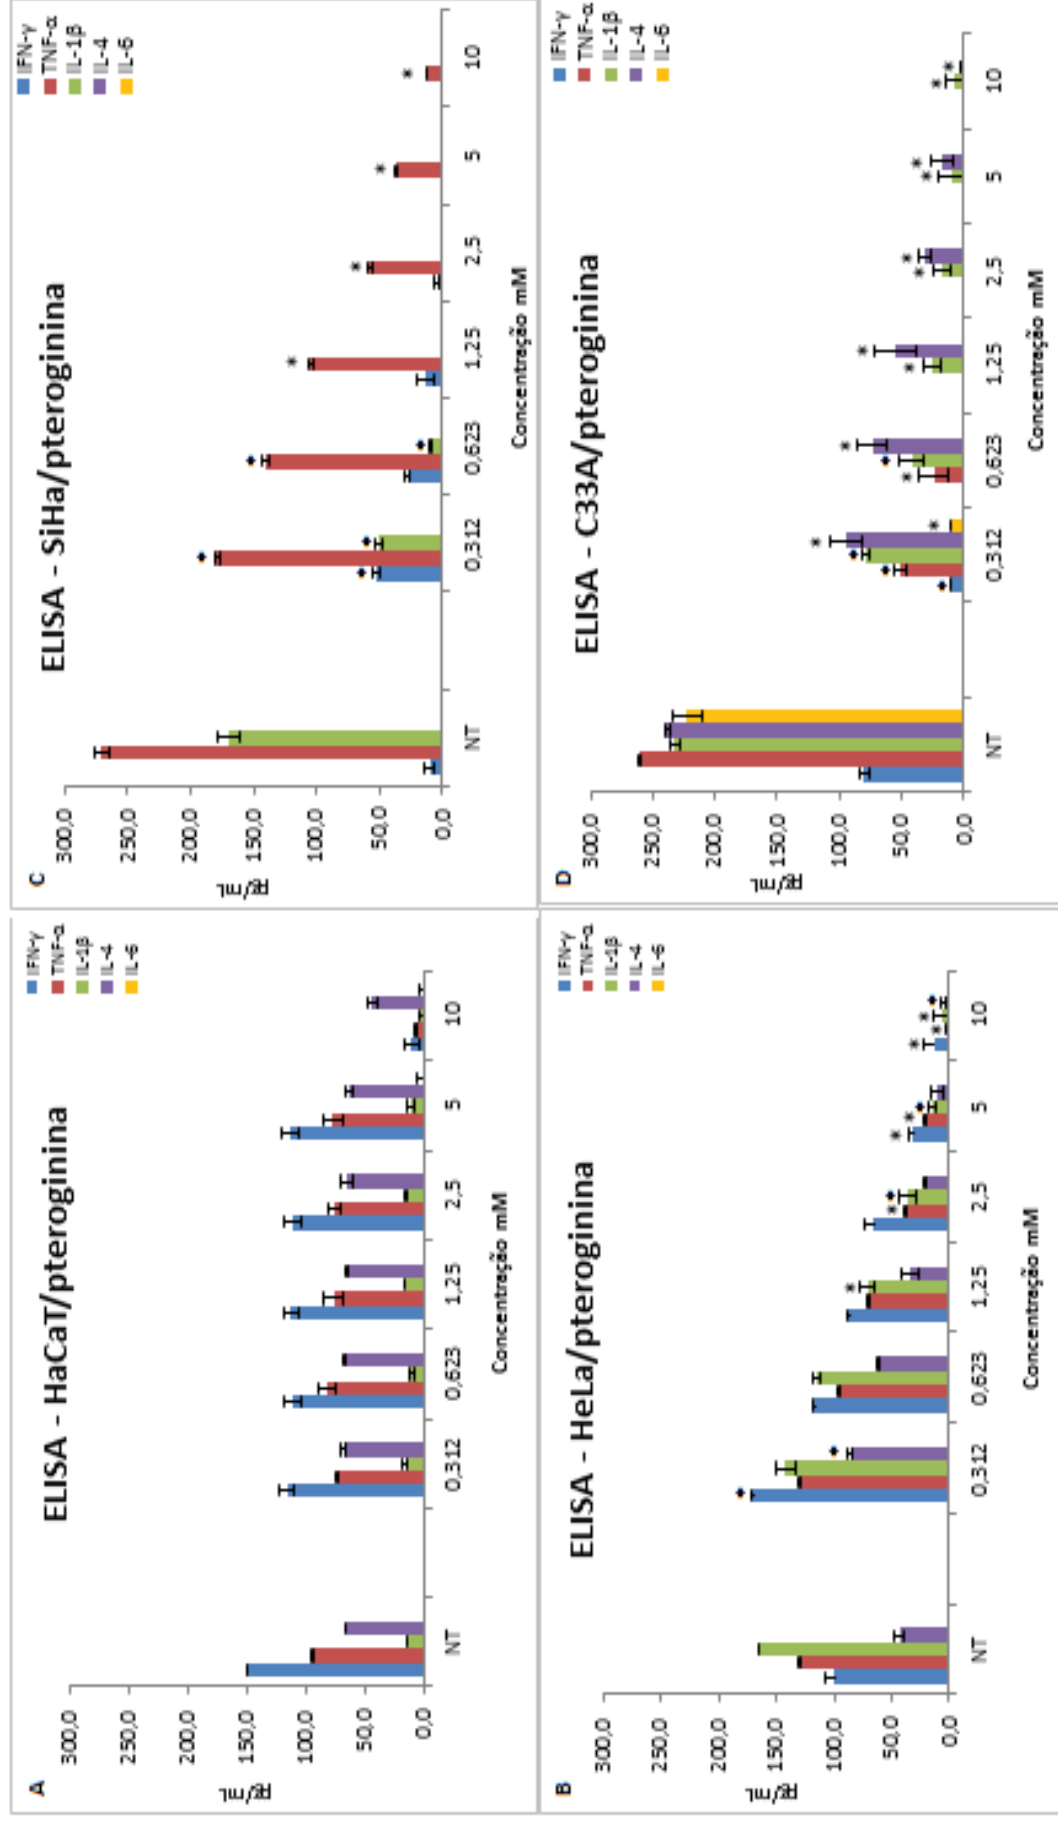 A
ELISA - HaCaT/pteroginina
IFN-γ
TNF-α
IL-1β
IL-4
IL-6
pg/mL
300,0
250,0
200,0
150,0
100,0
50,0
0,0
NT
0,312
0,623
1,25
2,5
5
10
Concentração mM
C
ELISA - SiHa/pteroginina
IFN-γ
TNF-α
IL-1β
IL-4
IL-6
pg/mL
300,0
250,0
200,0
150,0
100,0
50,0
0,0
NT
0,312
0,623
1,25
2,5
5
10
Concentração mM
B
ELISA - HeLa/pteroginina
IFN-γ
TNF-α
IL-1β
IL-4
IL-6
pg/mL
300,0
250,0
200,0
150,0
100,0
50,0
0,0
NT
0,312
0,623
1,25
2,5
5
10
Concentração mM
D
ELISA - C33A/pteroginina
IFN-γ
TNF-α
IL-1β
IL-4
IL-6
pg/mL
300,0
250,0
200,0
150,0
100,0
50,0
0,0
NT
0,312
0,623
1,25
2,5
5
10
Concentração mM